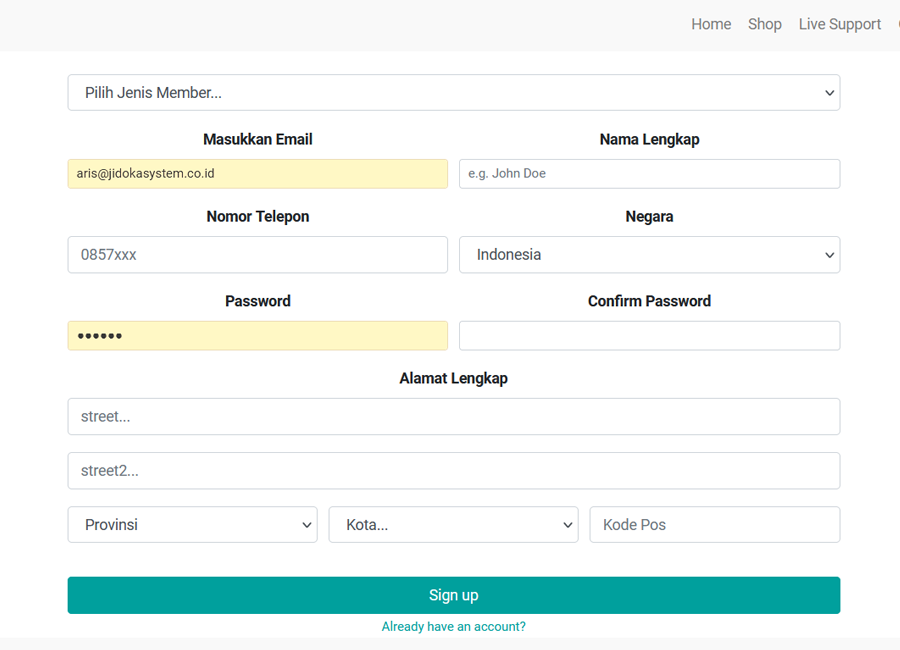 Home Shop Live Support
Pilih Jenis Member...
Masukkan Email Nama Lengkap
aris@jidokasystem.co.id e.g. John Doe
Nomor Telepon Negara
0857xxx Indonesia
Password Confirm Password
••••••
Alamat Lengkap
street...
street2...
Provinsi Kota... Kode Pos
Sign up
Already have an account?